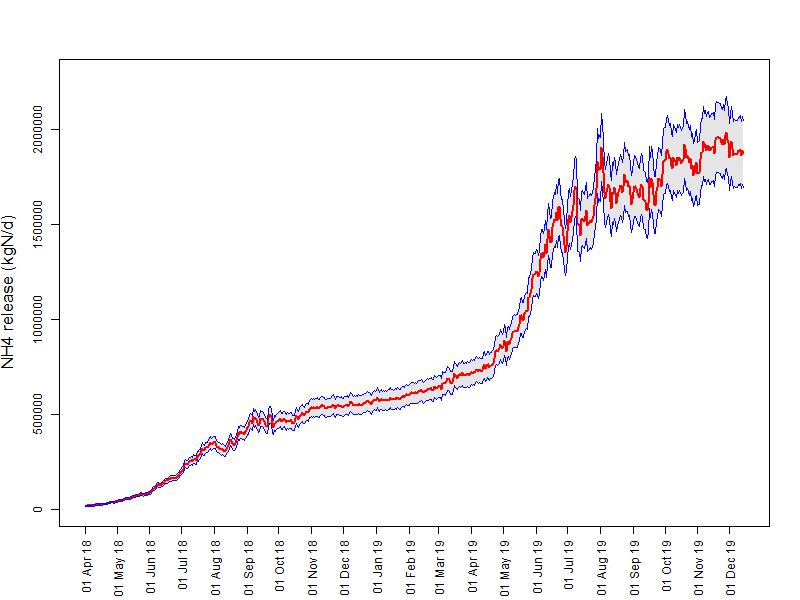 NH4 release (kgN/d)
2000000
1500000
1000000
500000
0
01 Apr 18
01 May 18
01 Jun 18
01 Jul 18
01 Aug 18
01 Sep 18
01 Oct 18
01 Nov 18
01 Dec 18
01 Jan 19
01 Feb 19
01 Mar 19
01 Apr 19
01 May 19
01 Jun 19
01 Jul 19
01 Aug 19
01 Sep 19
01 Oct 19
01 Nov 19
01 Dec 19